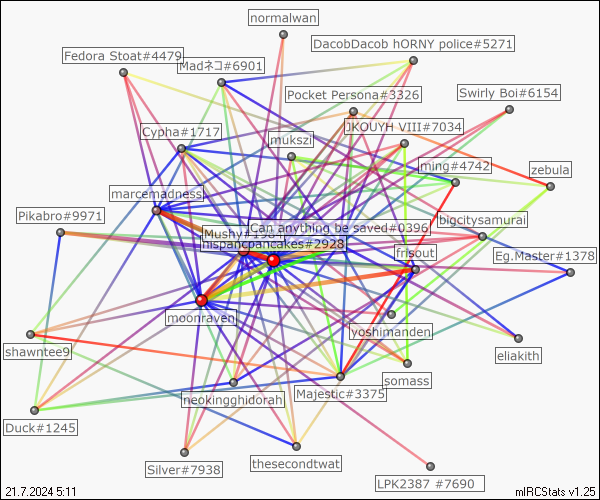 normalwan
DacobDacob hORNY police#5271
Fedora Stoat#4479
Madネコ#6901
Pocket Persona#3326
Swirly Boi#6154
JKOUYH VIII#7034
Cypha#1717
mukszi
ming#4742
zebula
marcemadness
Pikabro#9971
bigcitysamurai
Can anything be saved#0396
Mushy#1984
hispancpancakes#2928
frisout
Eg.Master#1378
moonraven
yoshimanden
shawntee9
eliakith
somass
Majestic#3375
neokingghidorah
Duck#1245
Silver#7938
thesecondtwat
LPK2387 #7690
21.7.2024 5:11
mIRCStats v1.25